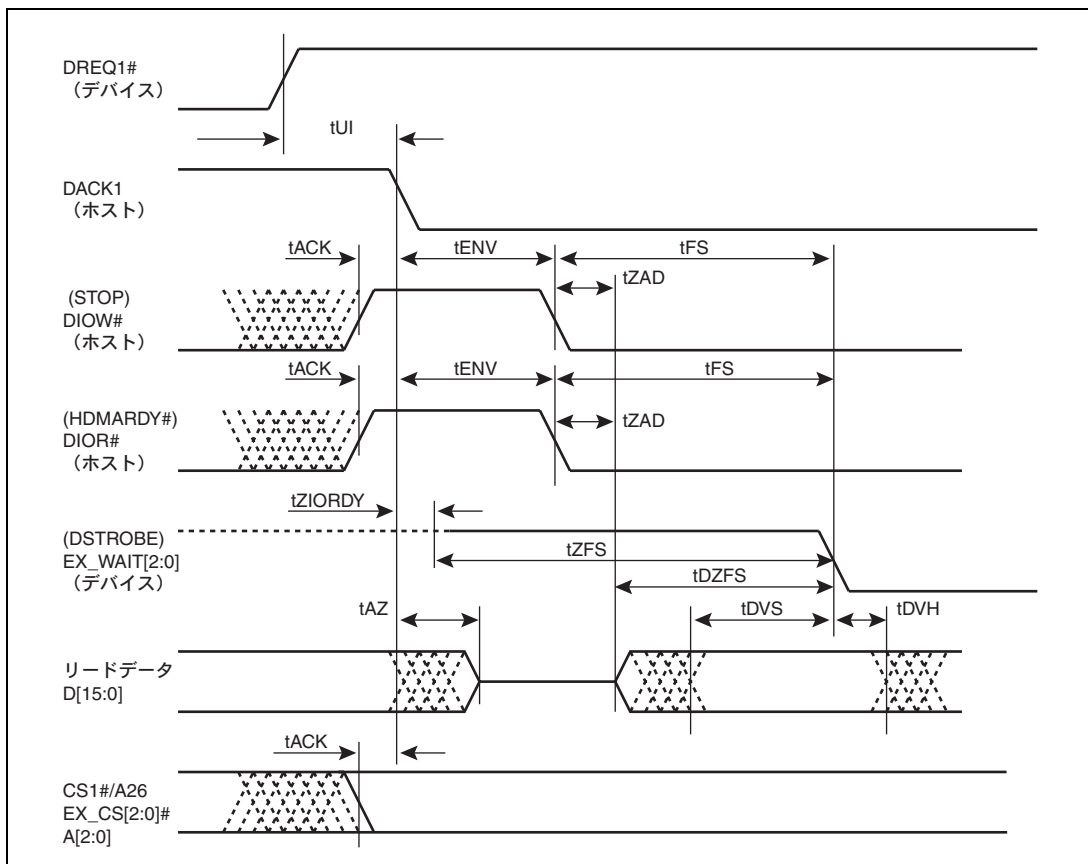 DREQ1#
（デバイス）
tUI
DACK1
（ホスト）
tACK
tENV
tFS
tZAD
(STOP)
DIOW#
（ホスト）
tACK
tENV
tFS
tZAD
(HDMARDY#)
DIOR#
（ホスト）
tZIORDY
(DSTROBE)
EX_WAIT[2:0]
（デバイス）
tZFS
tDZFS
tAZ
tDVS
tDVH
リードデータ
D[15:0]
tACK
CS1#/A26
EX_CS[2:0]#
A[2:0]